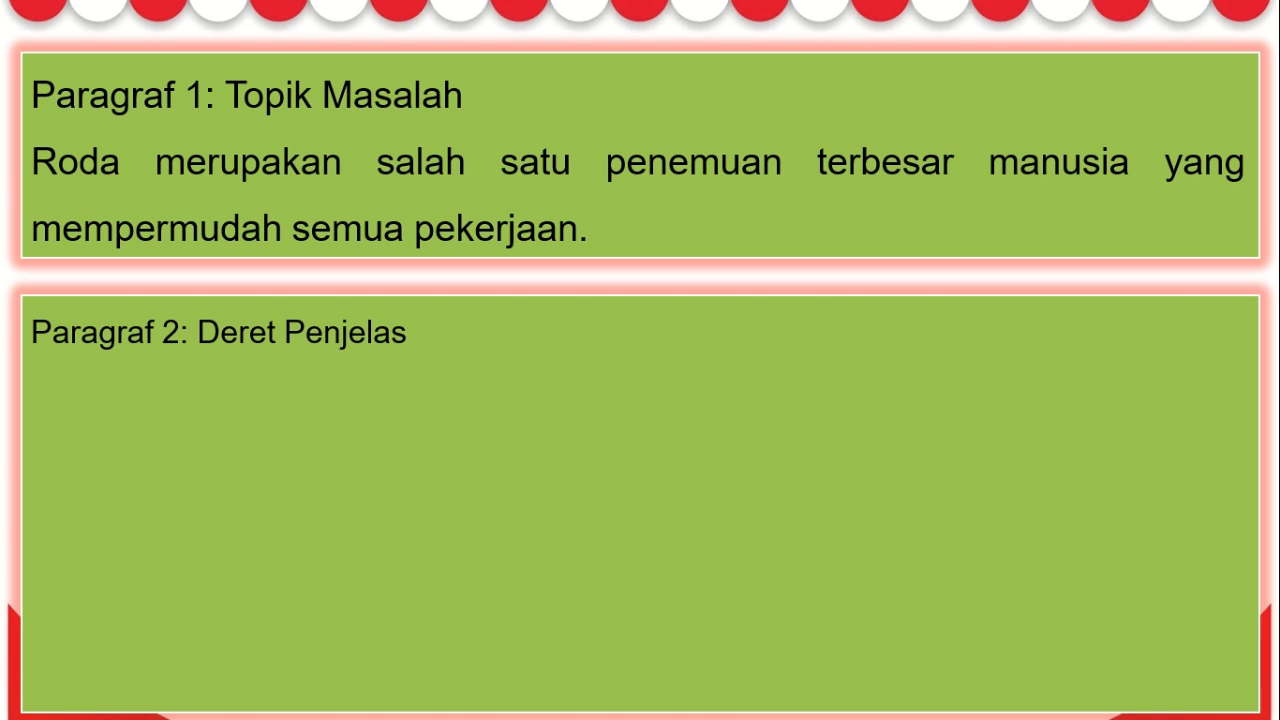 Paragraf 1: Topik Masalah
Roda merupakan salah satu penemuan terbesar manusia yang
mempermudah semua pekerjaan.
Paragraf 2: Deret Penjelas